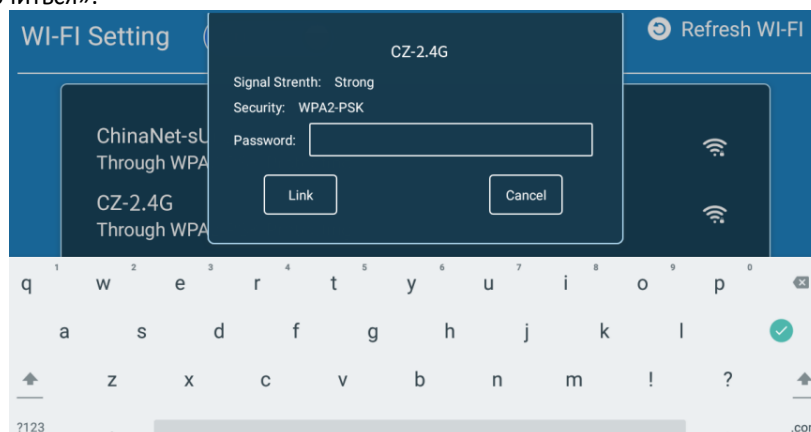 WI-FI Setting
Refresh WI-FI
CZ-2.4G
Signal Strenth: Strong
Security: WPA2-PSK
Password:
Link Cancel
ChinaNet-sU
Through WPA
CZ-2.4G
Through WPA
1 2 3 4 5 6 7 8 9 0
q w e r t y u i o p
a s d f g h j k l
z x c v b n m ! ?
?123